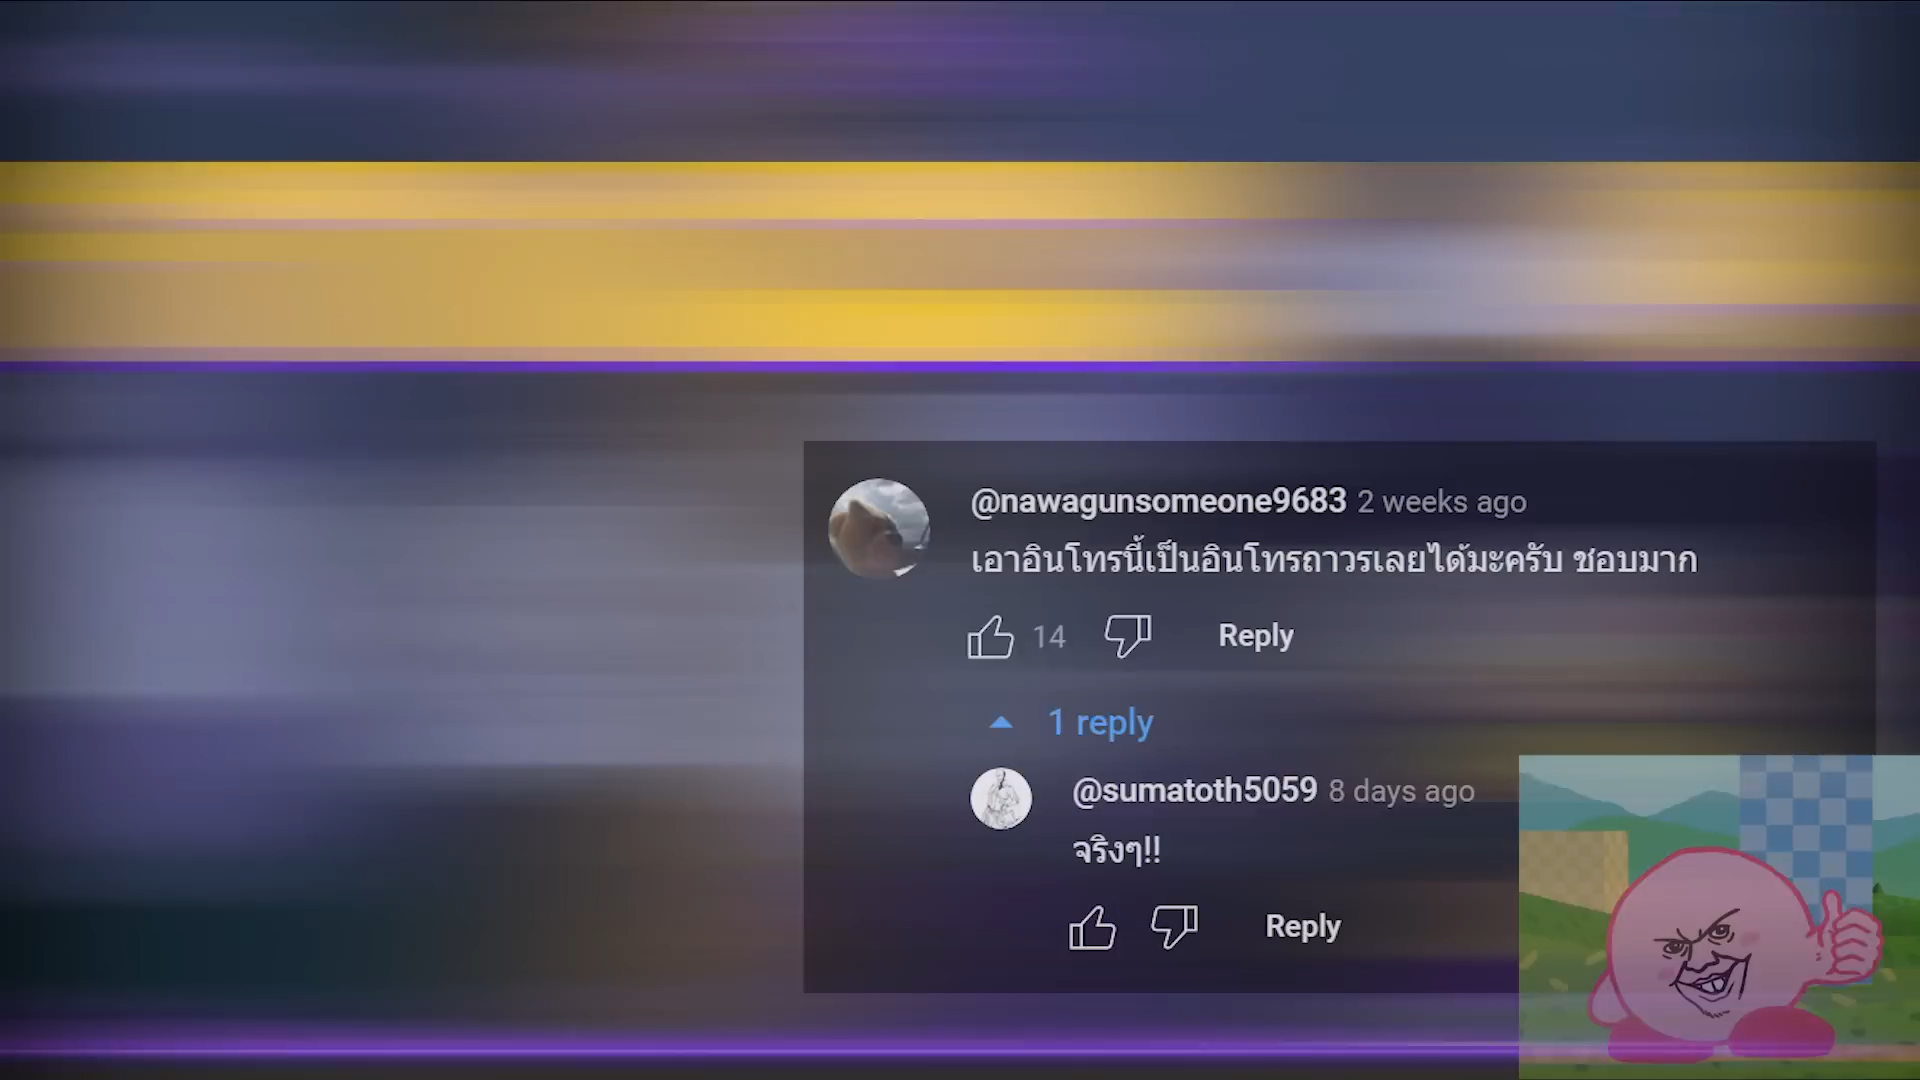 @nawagunsomeone9683 2 weeks ago
เอาอินโทรนี้เป็นอินโทรถาวรเลยได้มะครับ ชอบมาก
14 Reply
1 reply
@sumatoth5059 8 days ago
จริงๆ!!
Reply